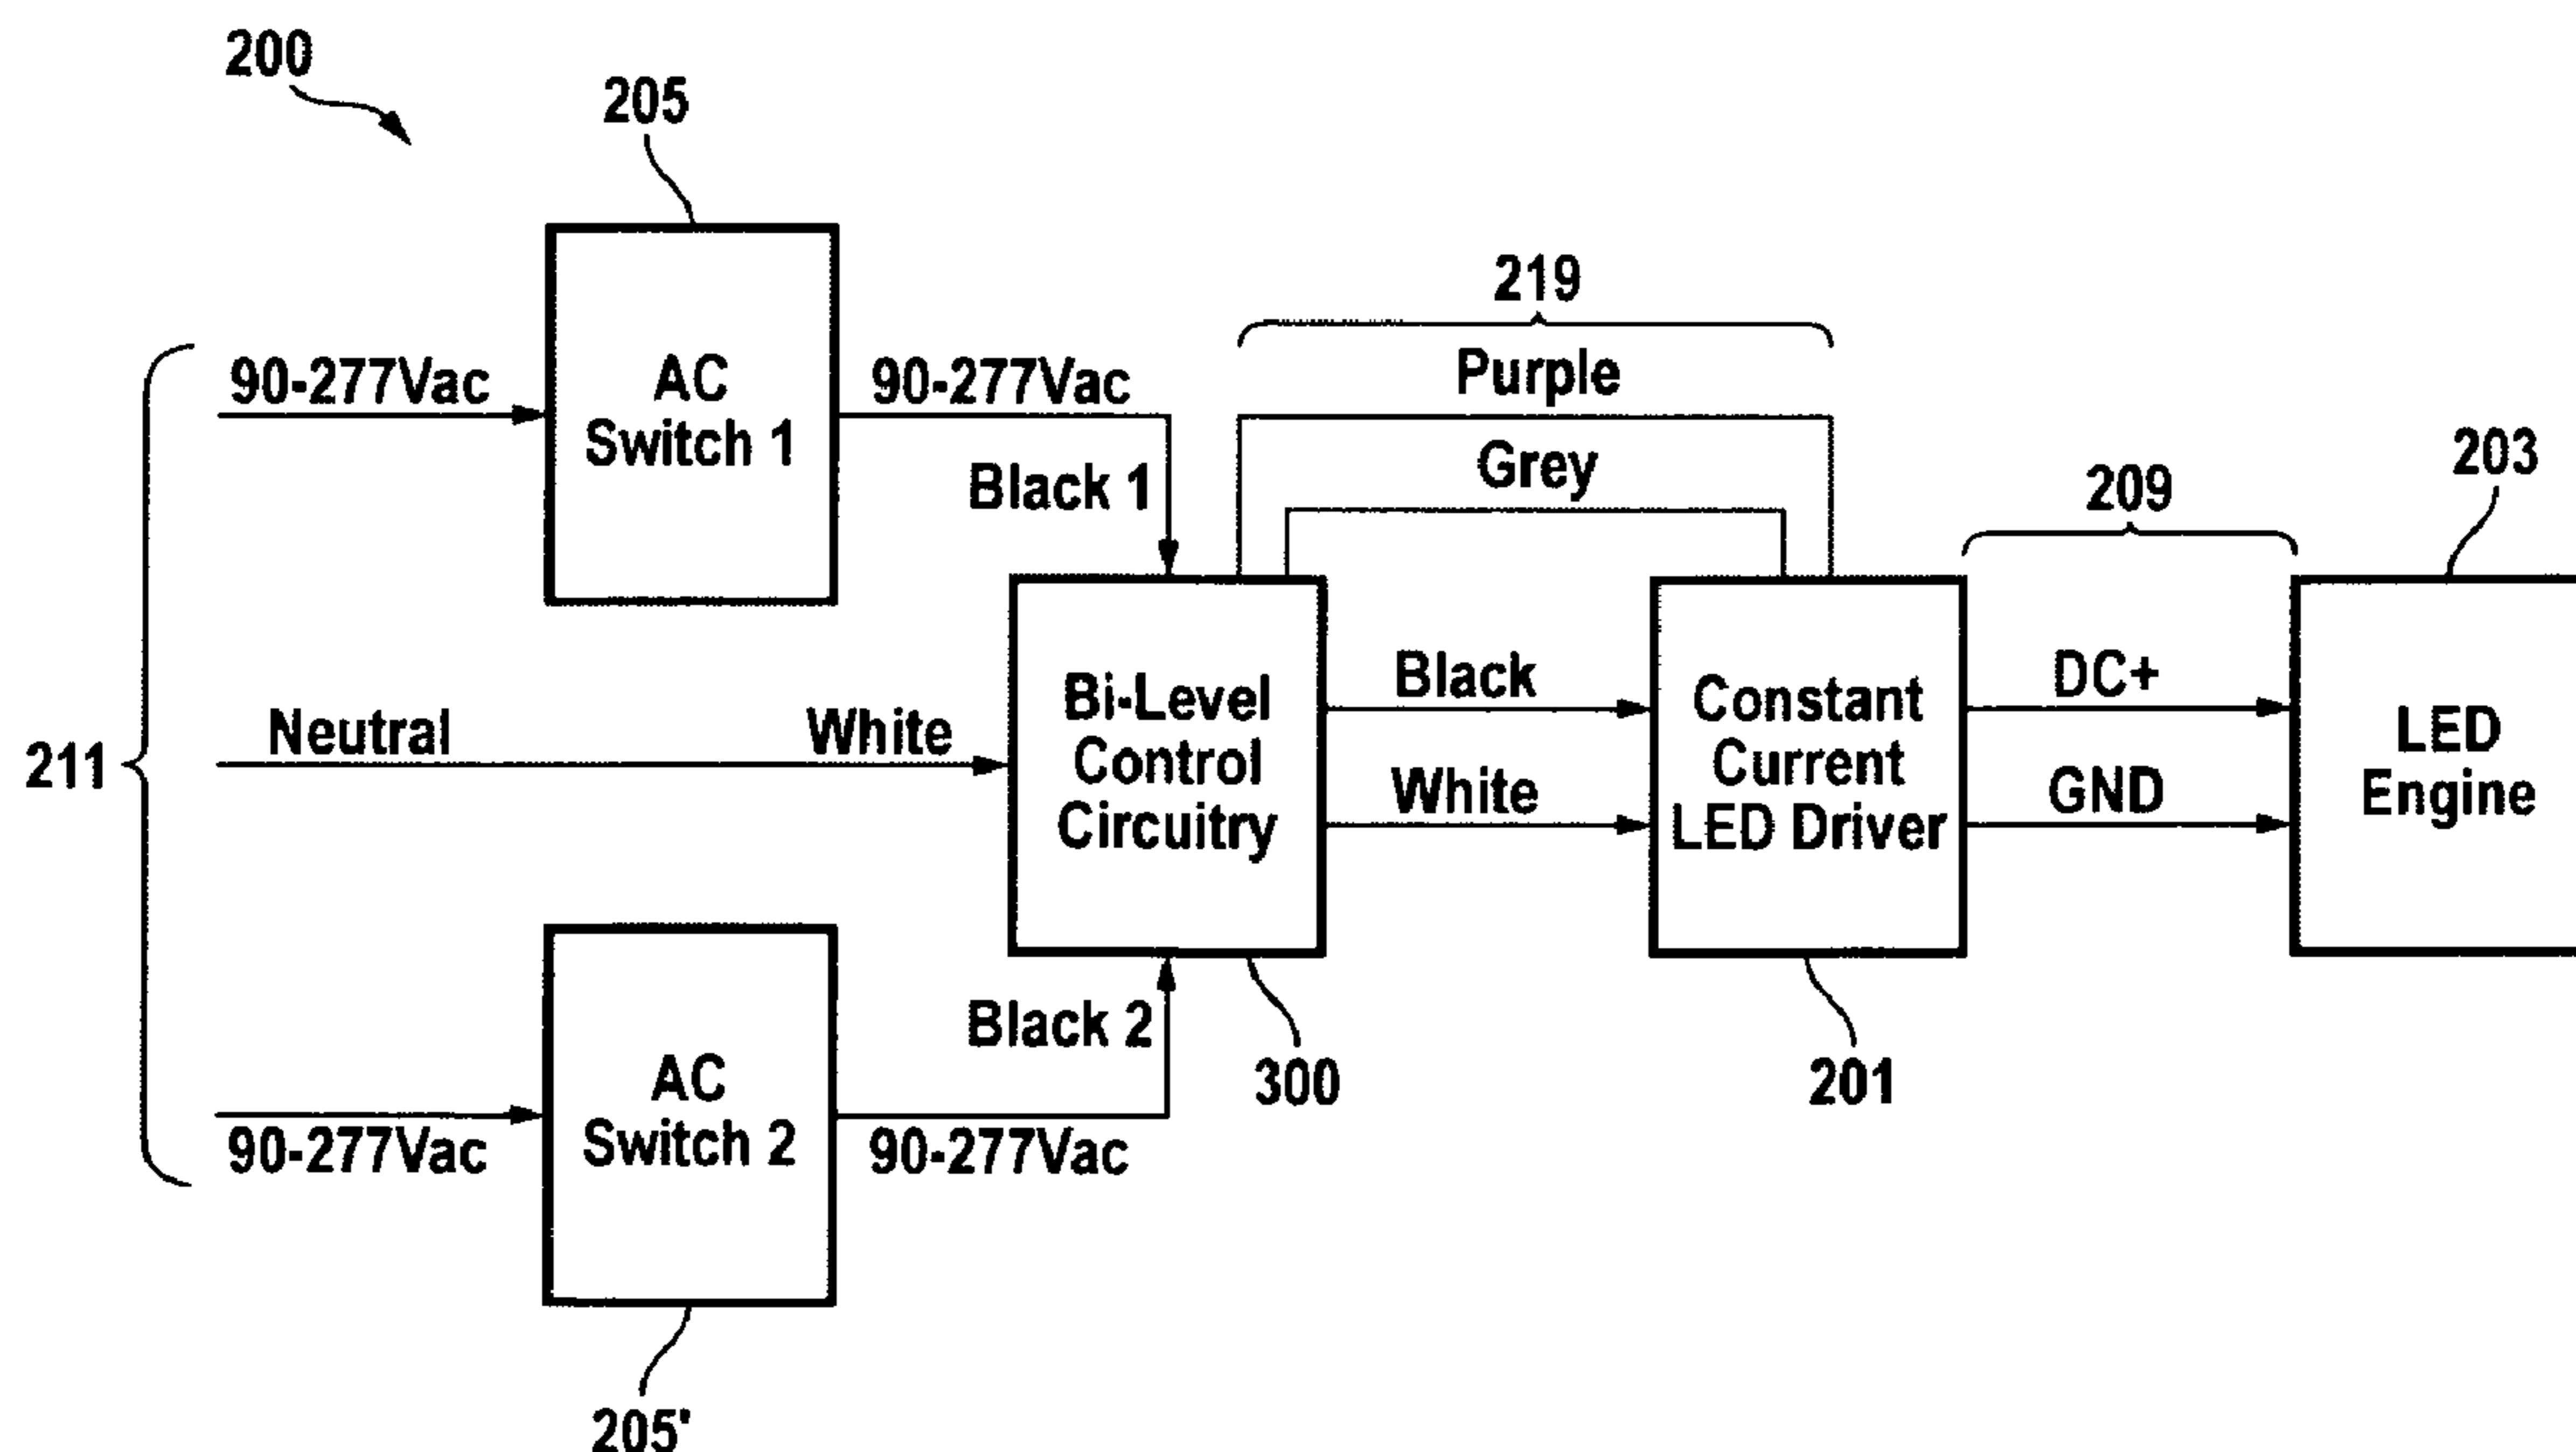 200
205
219
90-277Vac
AC
Switch 1
90-277Vac
Purple
Grey
Black 1
209
203
211
Neutral
White
Bi-Level
Control
Circuitry
Black
White
Constant
Current
LED Driver
DC+
GND
LED
Engine
Black 2
300
201
90-277Vac
AC
Switch 2
90-277Vac
205'